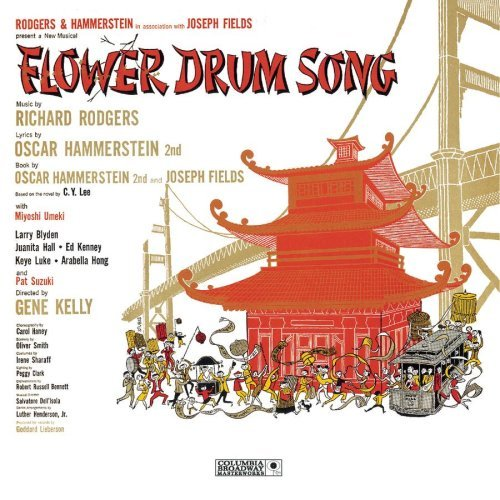 RODGERS & HAMMERSTEIN in association with JOSEPH FIELDS
present a New Musical
FLOWER DRUM SONG
Music by
RICHARD RODGERS
Lyrics by
OSCAR HAMMERSTEIN 2nd
Book by
OSCAR HAMMERSTEIN 2nd and JOSEPH FIELDS
Based on the novel by C. Y. Lee
with
Miyoshi Umeki
Larry Blyden
Juanita Hall • Ed Kenney
Keye Luke • Arabella Hong
and
Pat Suzuki
Directed by
GENE KELLY
Choreography by
Carol Haney
Scenery by
Oliver Smith
Costumes by
Irene Sharaff
Lighting by
Peggy Clark
Orchestrations by
Robert Russell Bennett
Musical Director
Salvatore Dell'Isola
Dance arrangements by
Luther Henderson, Jr.
Produced for records by
Goddard Lieberson
COLUMBIA
BROADWAY
MASTERWORKS